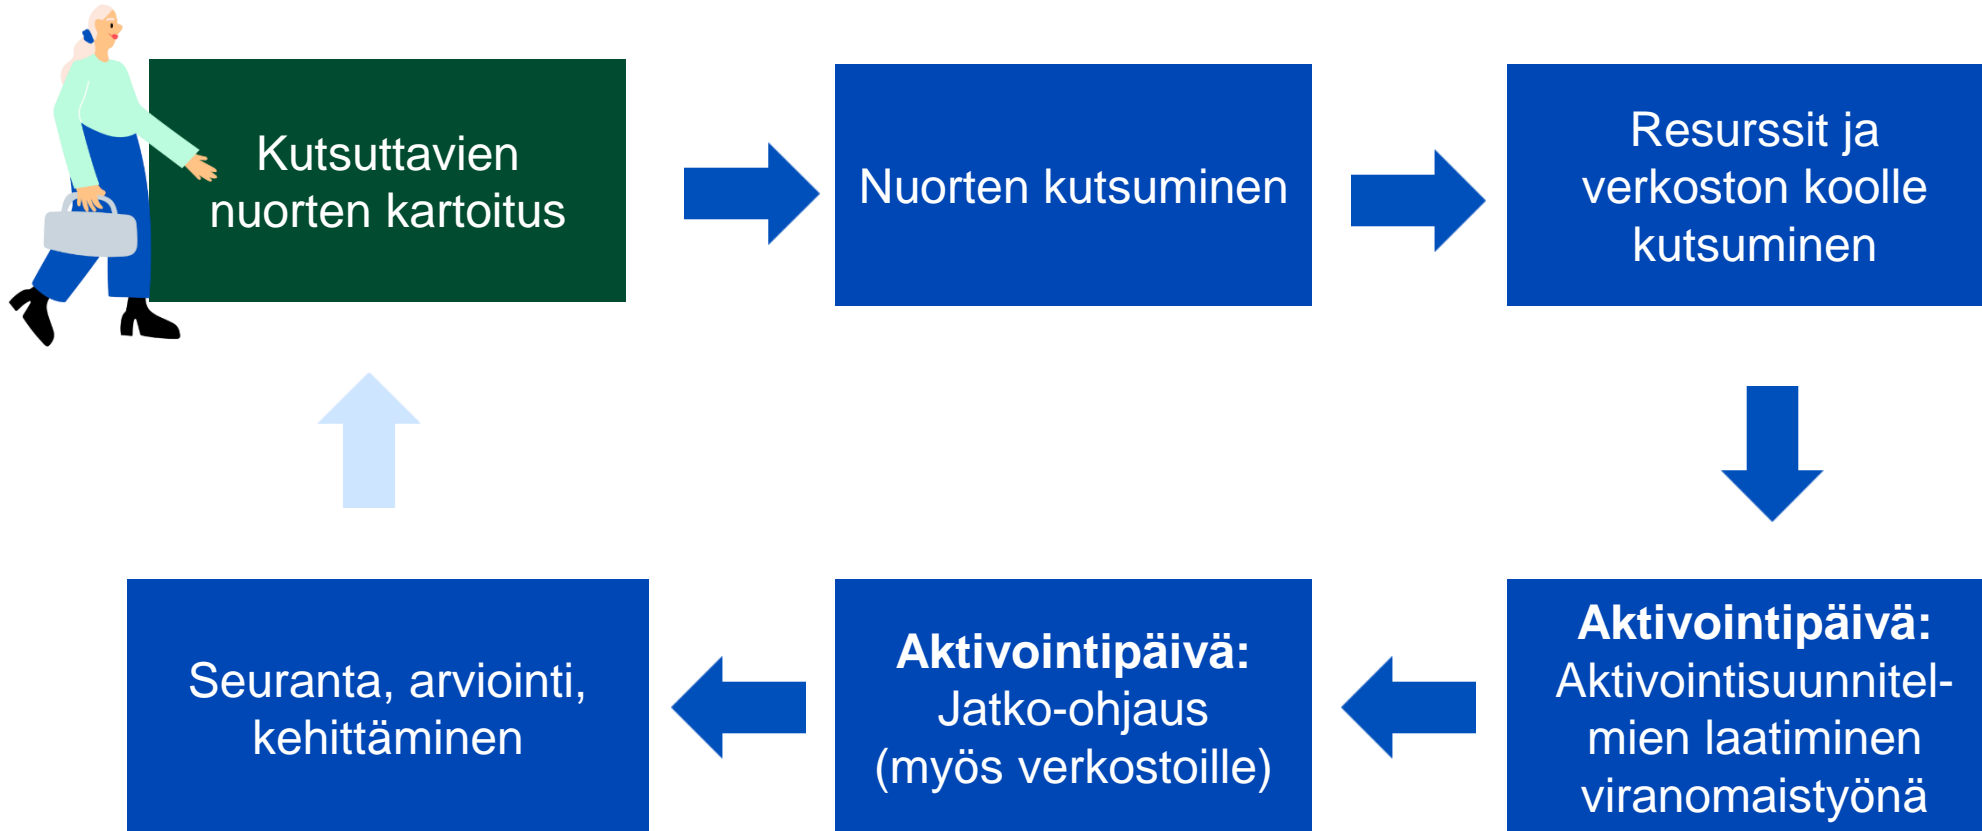 Kutsuttavien
nuorten kartoitus
Nuorten kutsuminen
Resurssit ja
verkoston koolle
kutsuminen
Aktivointipäivä:
Aktivointisuunnitel-
mien laatiminen
viranomaistyönä
Aktivointipäivä:
Jatko-ohjaus
(myös verkostoille)
Seuranta, arviointi,
kehittäminen